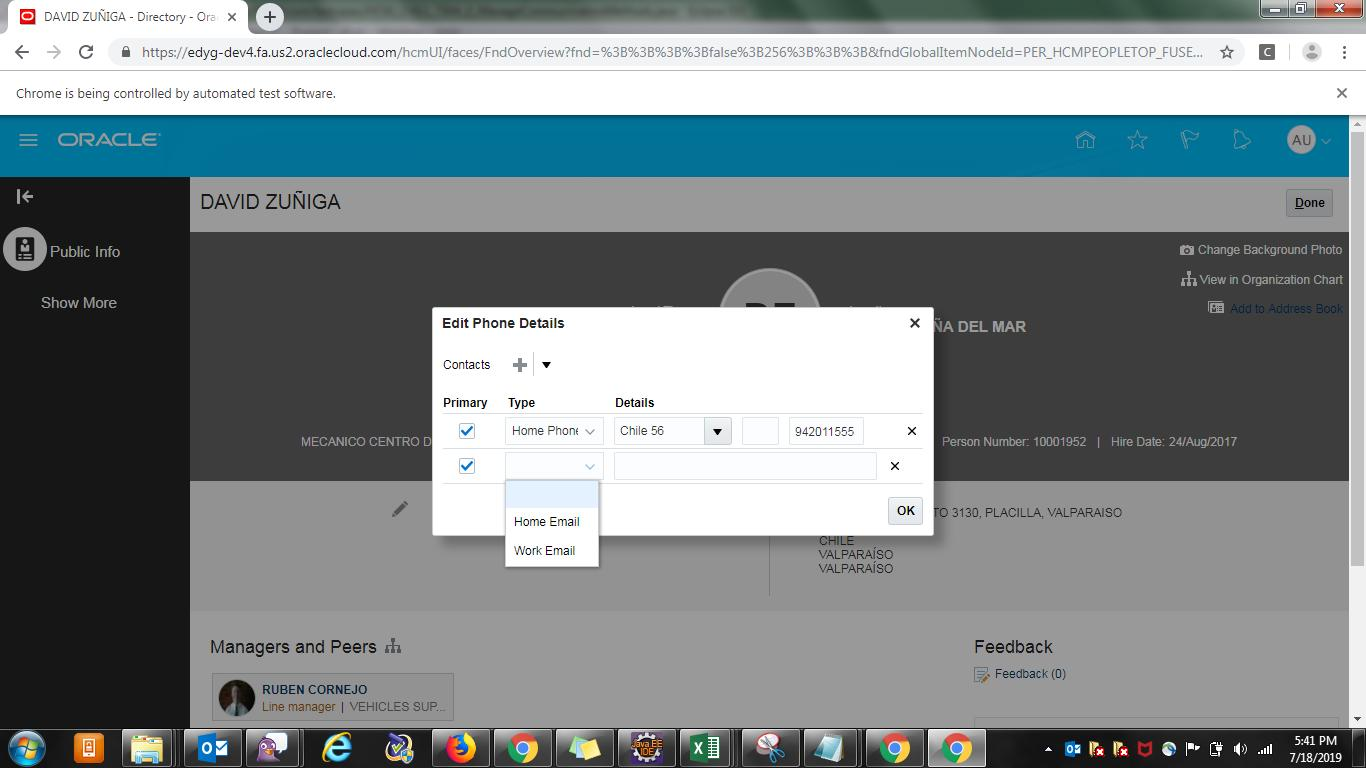 DAVID ZUÑIGA - Directory - Ora
https://edyg-dev4.fa.us2.oraclecloud.com/hcmUI/faces/FndOverview?fnd=%3B%3B%3B%3Bfalse%3B256%3B%3B%3B&fndGlobalItemNodeId=PER_HCMPEOPLETOP_FUSE...
C
Chrome is being controlled by automated test software.
ORACLE
AU
DAVID ZUÑIGA
Done
Public Info
Show More
Change Background Photo
View in Organization Chart
Add to Address Book
ÑA DEL MAR
Edit Phone Details
Contacts
Primary Type Details
Home Phone Chile 56 942011555
Home Email
Work Email
OK
MECANICO CENTRO D
Person Number: 10001952 | Hire Date: 24/Aug/2017
TO 3130, PLACILLA, VALPARAISO
CHILE
VALPARAÍSO
VALPARAÍSO
Managers and Peers
RUBEN CORNEJO
Line manager | VEHICLES SUP...
Feedback
Feedback (0)
Java EE
IDE
5:41 PM
7/18/2019